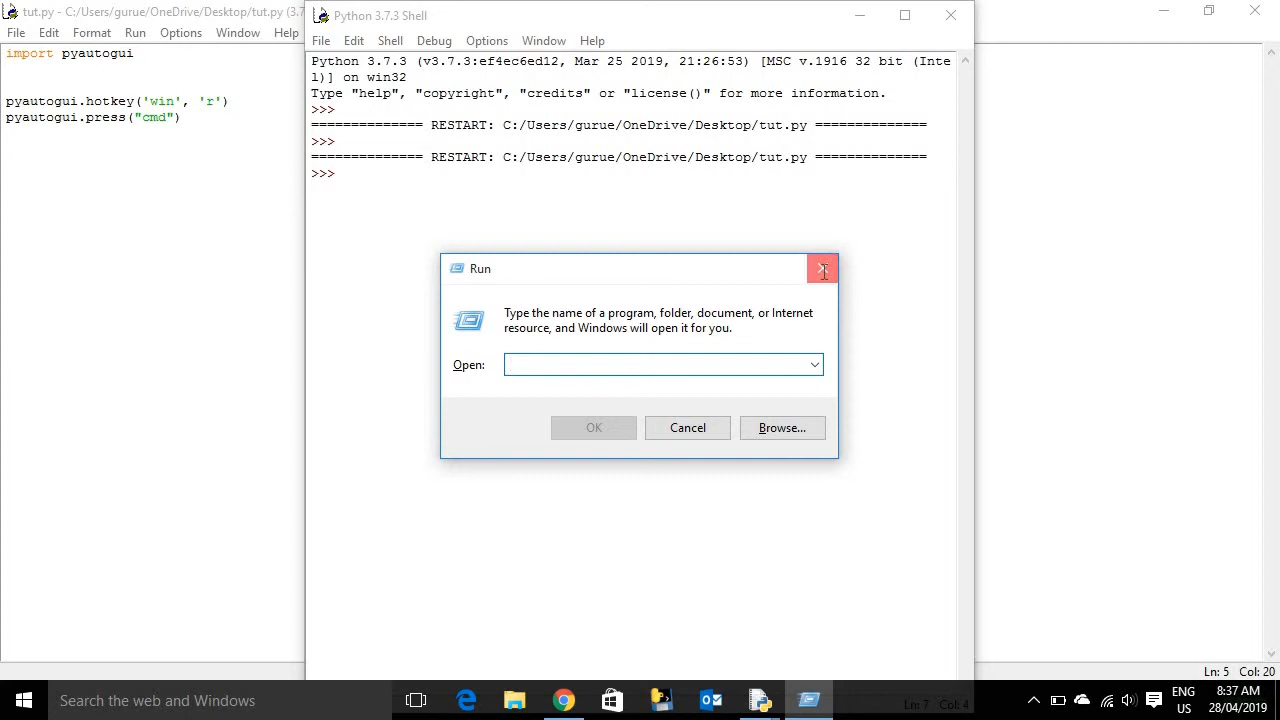 tut.py - C:/Users/gurue/OneDrive/Desktop/tut.py (3.7
File Edit Format Run Options Window Help
import pyautogui
pyautogui.hotkey('win', 'r')
pyautogui.press("cmd")
Python 3.7.3 Shell
File Edit Shell Debug Options Window Help
Python 3.7.3 (v3.7.3:ef4ec6ed12, Mar 25 2019, 21:26:53) [MSC v.1916 32 bit (Inte
l)] on win32
Type "help", "copyright", "credits" or "license()" for more information.
>>>
============== RESTART: C:/Users/gurue/OneDrive/Desktop/tut.py ==============
>>>
============== RESTART: C:/Users/gurue/OneDrive/Desktop/tut.py ==============
>>>
Run
Type the name of a program, folder, document, or Internet
resource, and Windows will open it for you.
Open:
OK Cancel Browse...
Ln: 5 Col: 20
Ln: 7 Col: 4
Search the web and Windows
ENG
US
8:37 AM
28/04/2019